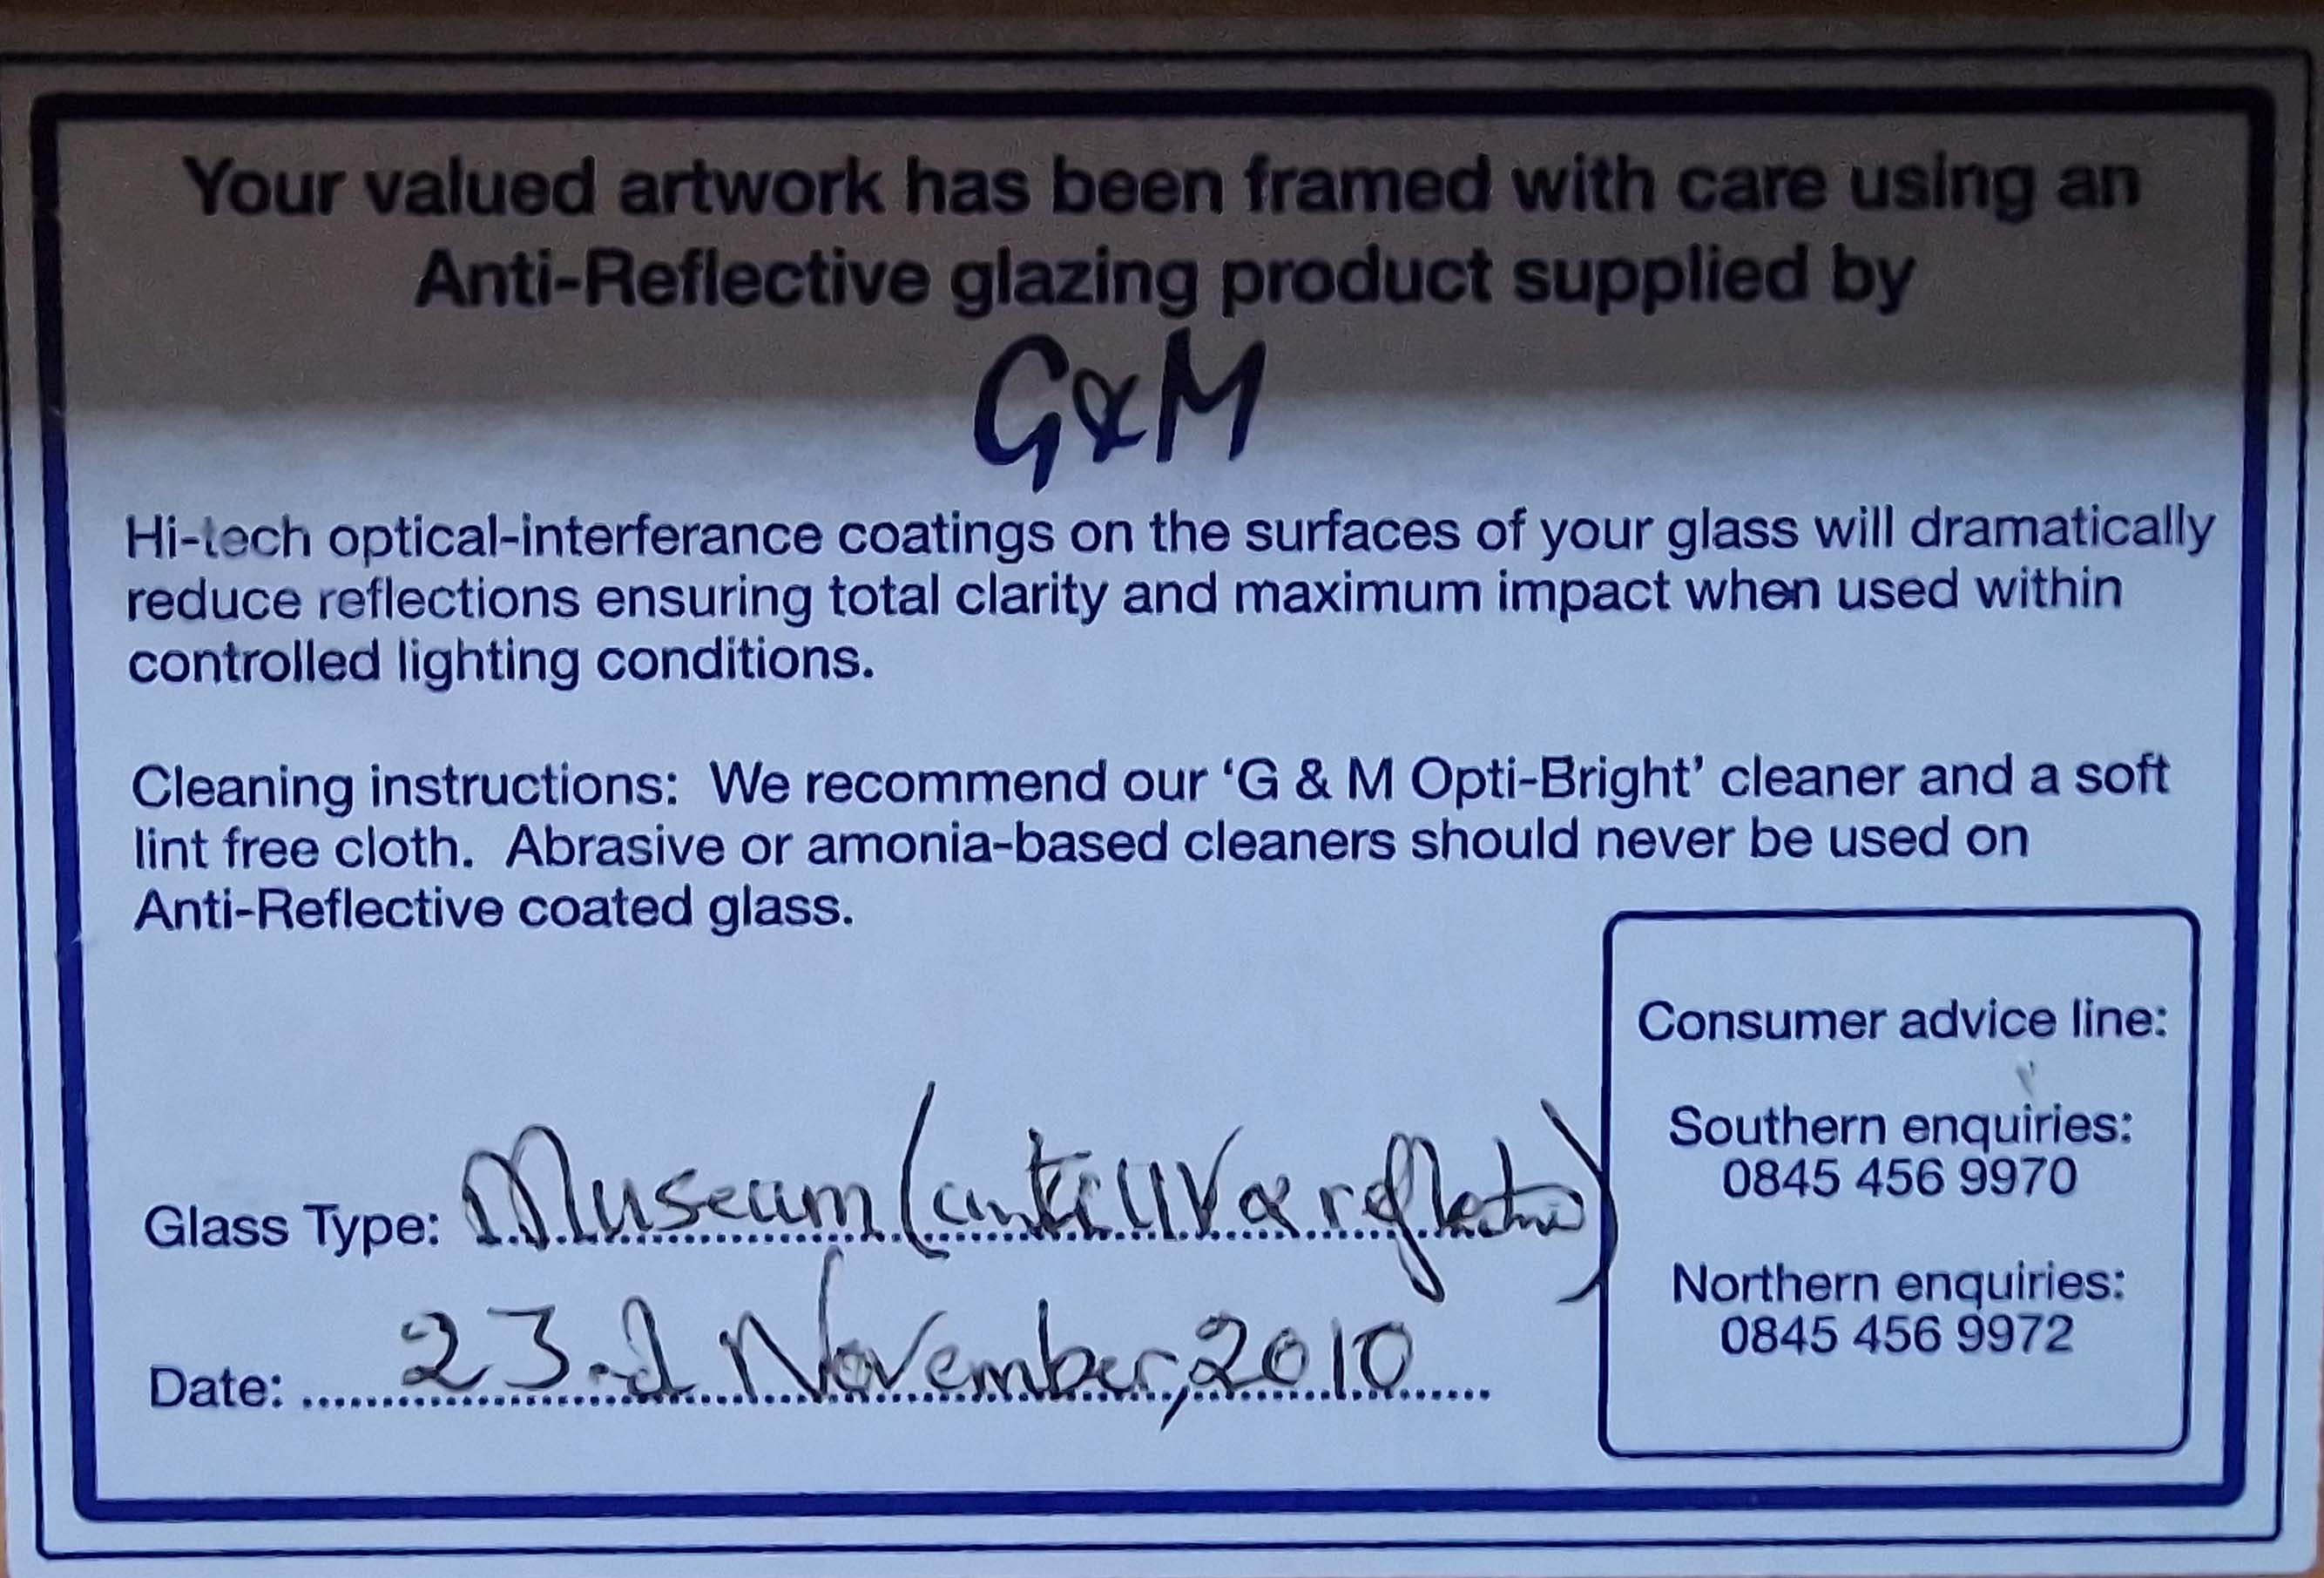 Your valued artwork has been framed with care using an
Anti-Reflective glazing product supplied by
G&M
Hi-tech optical-interferance coatings on the surfaces of your glass will dramatically
reduce reflections ensuring total clarity and maximum impact when used within
controlled lighting conditions.
Cleaning instructions: We recommend our ‘G & M Opti-Bright’ cleaner and a soft
lint free cloth. Abrasive or amonia-based cleaners should never be used on
Anti-Reflective coated glass.
Glass Type: Museum (anti UV & reflective)
Date: 23rd November, 2010
Consumer advice line:
Southern enquiries:
0845 456 9970
Northern enquiries:
0845 456 9972